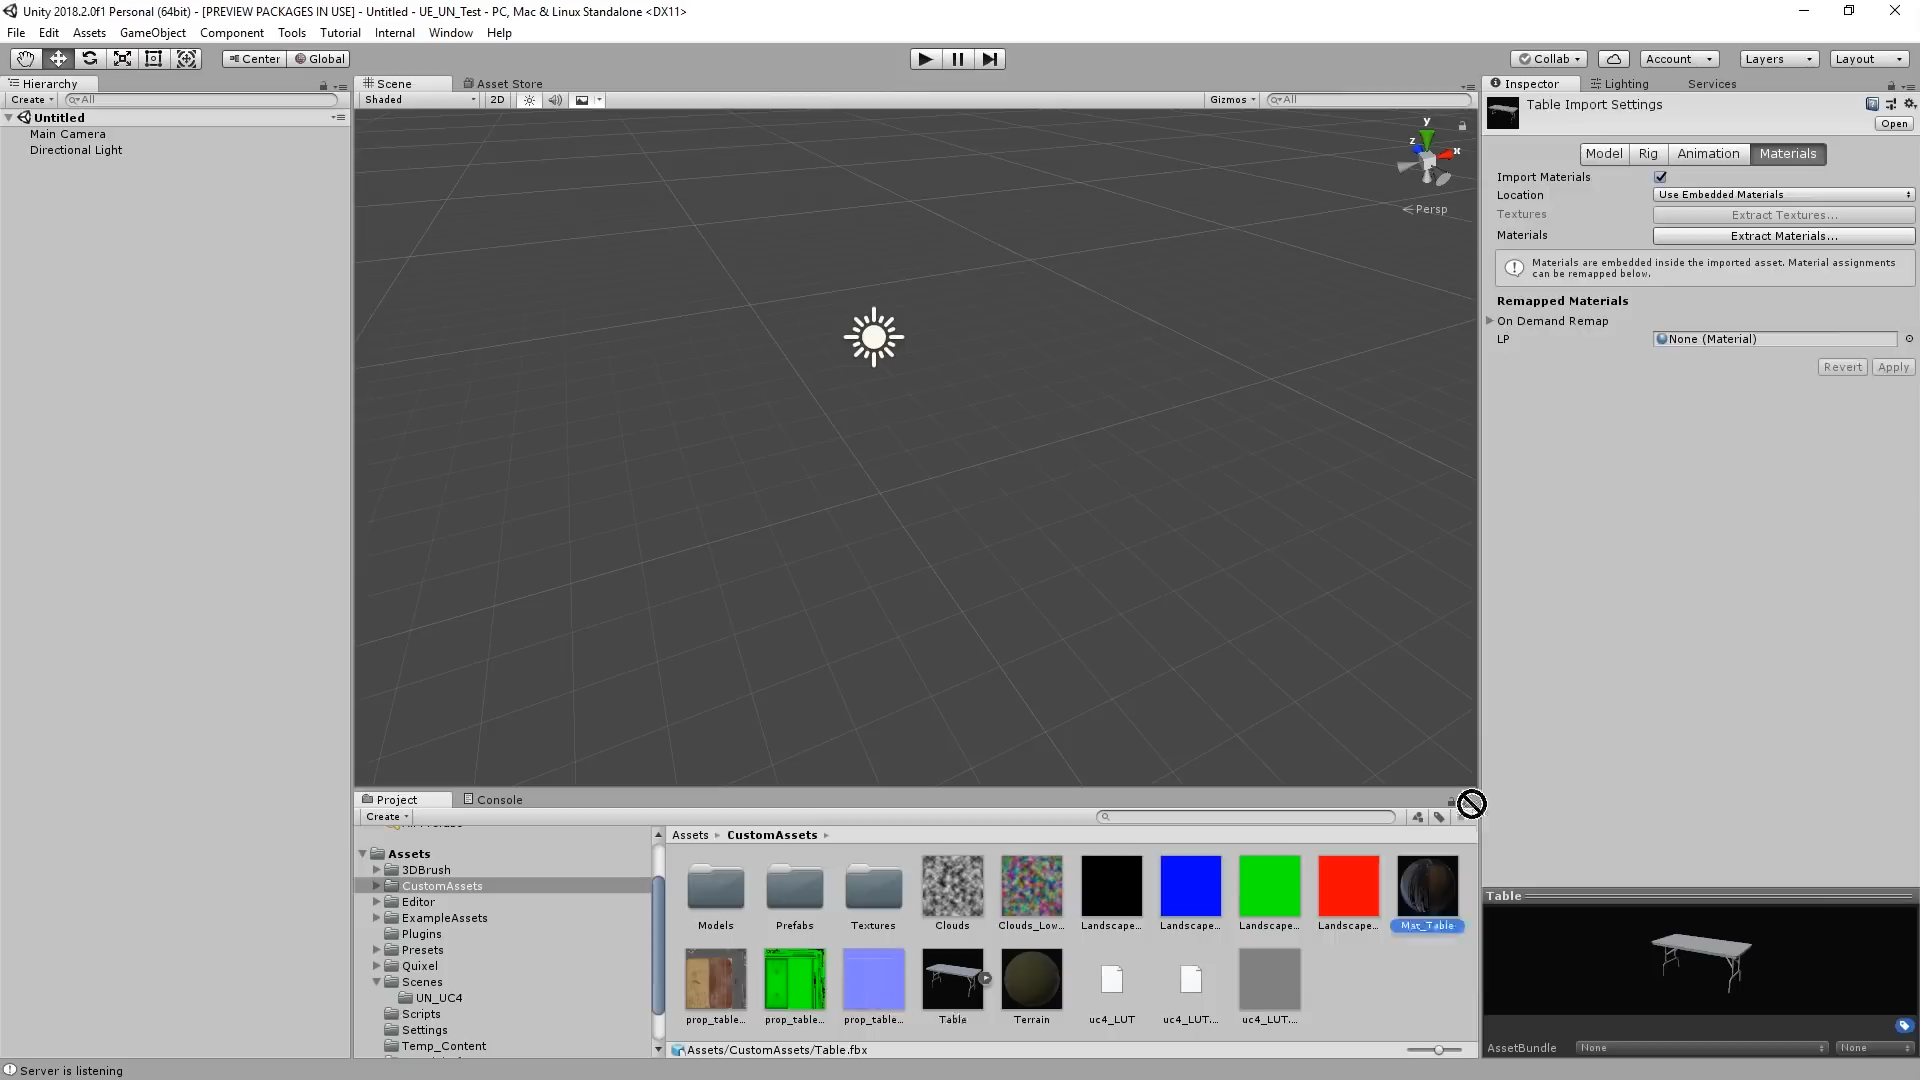 Unity 2018.2.0f1 Personal (64bit) - [PREVIEW PACKAGES IN USE] - Untitled - UE_UN_Test - PC, Mac & Linux Standalone <DX11>
File Edit Assets GameObject Component Tools Tutorial Internal Window Help
Center Global
Collab Account Layers Layout
Hierarchy
Create All
Untitled
Main Camera
Directional Light
Scene Asset Store
Shaded 2D Gizmos All
y
z x
Persp
Inspector Lighting Services
Table Import Settings
Open
Model Rig Animation Materials
Import Materials
Location Use Embedded Materials
Textures Extract Textures...
Materials Extract Materials...
Materials are embedded inside the imported asset. Material assignments
can be remapped below.
Remapped Materials
On Demand Remap
LP None (Material)
Revert Apply
Project Console
Create
Assets
3DBrush
CustomAssets
Editor
ExampleAssets
Plugins
Presets
Quixel
Scenes
UN_UC4
Scripts
Settings
Temp_Content
Assets CustomAssets
Models Prefabs Textures Clouds Clouds_Low... Landscape... Landscape... Landscape... Landscape... Mat_Table
prop_table... prop_table... prop_table... Table Terrain uc4_LUT uc4_LUT... uc4_LUT...
Assets/CustomAssets/Table.fbx
Table
AssetBundle None None
Server is listening